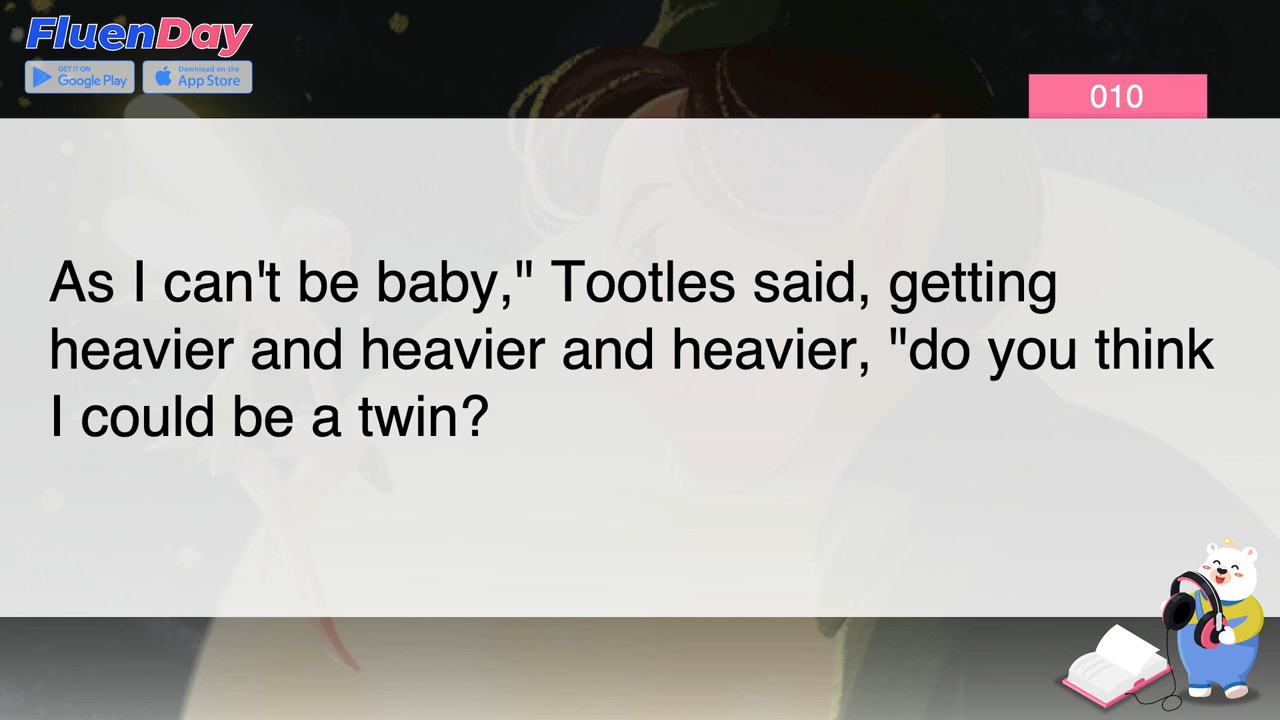 FluenDay
GET IT ON
Google Play
Download on the
App Store
010
As I can't be baby," Tootles said, getting
heavier and heavier and heavier, "do you think
I could be a twin?